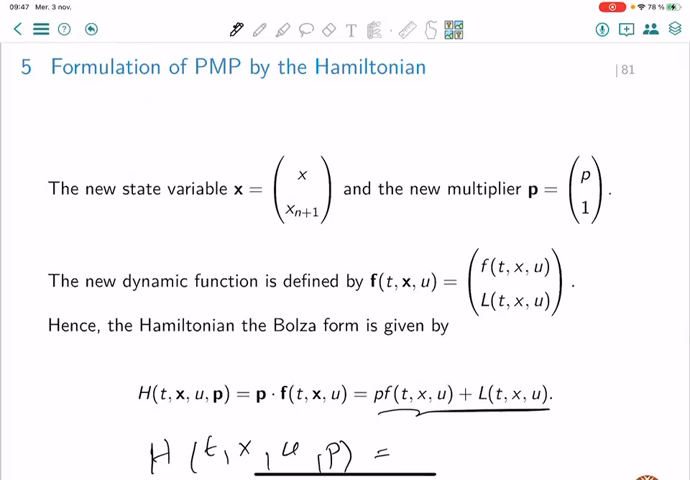 09:47 Mer. 3 nov. 78 %
5 Formulation of PMP by the Hamiltonian | 81
The new state variable x = (x xₙ₊₁) and the new multiplier p = (p 1).
The new dynamic function is defined by f(t, x, u) = (f(t, x, u) L(t, x, u)).
Hence, the Hamiltonian the Bolza form is given by
H(t, x, u, p) = p · f(t, x, u) = pf(t, x, u) + L(t, x, u).
H (t, x, u, p) =